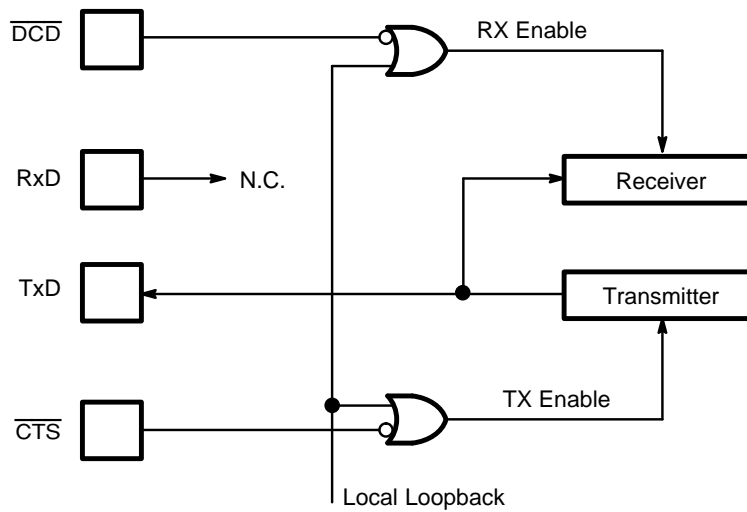 DCD
RX Enable
RxD
N.C.
Receiver
TxD
Transmitter
TX Enable
CTS
Local Loopback